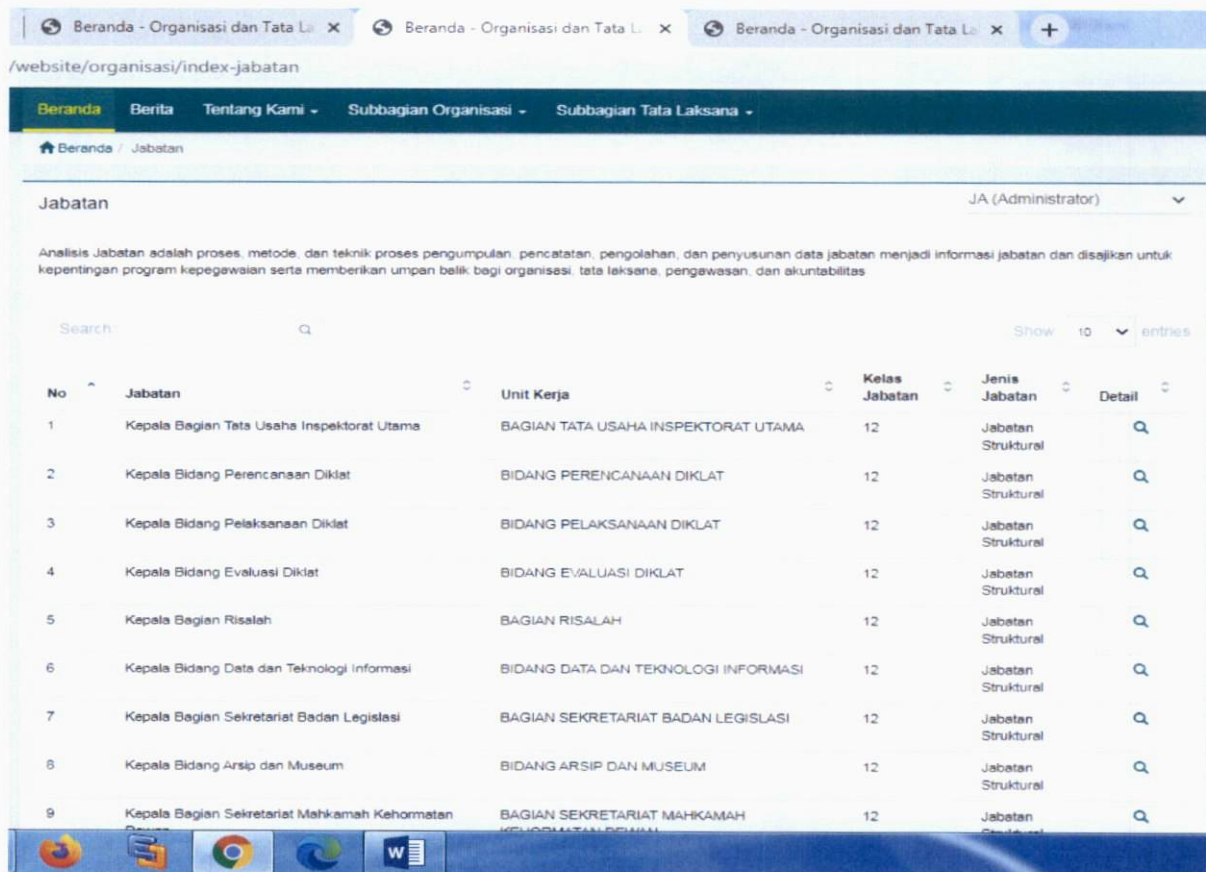 Beranda - Organisasi dan Tata La Beranda - Organisasi dan Tata L Beranda - Organisasi dan Tata La
/website/organisasi/index-jabatan
Beranda Berita Tentang Kami Subbagian Organisasi Subbagian Tata Laksana
Beranda / Jabatan
Jabatan JA (Administrator)
Analisis Jabatan adalah proses, metode, dan teknik proses pengumpulan, pencatatan, pengolahan, dan penyusunan data jabatan menjadi informasi jabatan dan disajikan untuk
kepentingan program kepegawaian serta memberikan umpan balik bagi organisasi, tata laksana, pengawasan, dan akuntabilitas
Search: Show 10 entries
No Jabatan Unit Kerja Kelas Jabatan Jenis Jabatan Detail
1 Kepala Bagian Tata Usaha Inspektorat Utama BAGIAN TATA USAHA INSPEKTORAT UTAMA 12 Jabatan Struktural
2 Kepala Bidang Perencanaan Diklat BIDANG PERENCANAAN DIKLAT 12 Jabatan Struktural
3 Kepala Bidang Pelaksanaan Diklat BIDANG PELAKSANAAN DIKLAT 12 Jabatan Struktural
4 Kepala Bidang Evaluasi Diklat BIDANG EVALUASI DIKLAT 12 Jabatan Struktural
5 Kepala Bagian Risalah BAGIAN RISALAH 12 Jabatan Struktural
6 Kepala Bidang Data dan Teknologi Informasi BIDANG DATA DAN TEKNOLOGI INFORMASI 12 Jabatan Struktural
7 Kepala Bagian Sekretariat Badan Legislasi BAGIAN SEKRETARIAT BADAN LEGISLASI 12 Jabatan Struktural
8 Kepala Bidang Arsip dan Museum BIDANG ARSIP DAN MUSEUM 12 Jabatan Struktural
9 Kepala Bagian Sekretariat Mahkamah Kehormatan BAGIAN SEKRETARIAT MAHKAMAH 12 Jabatan